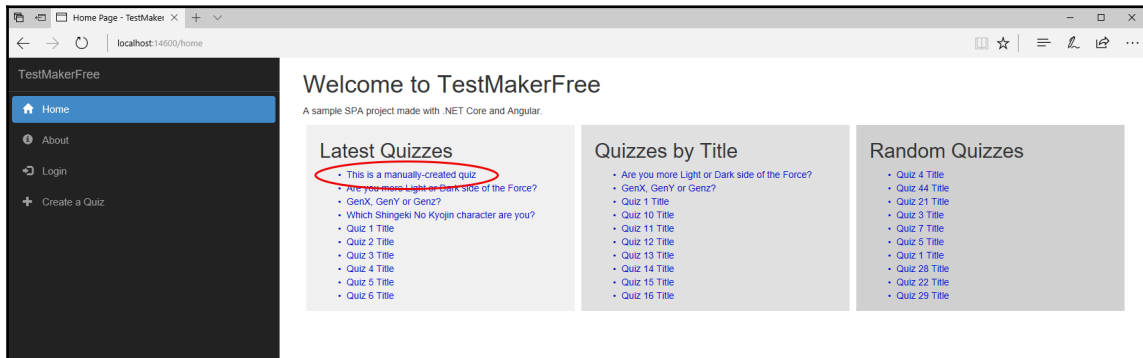 Home Page - TestMaker
localhost:14600/home
TestMakerFree
Home
About
Login
Create a Quiz
Welcome to TestMakerFree
A sample SPA project made with .NET Core and Angular.
Latest Quizzes
This is a manually-created quiz
Are you more Light or Dark side of the Force?
GenX, GenY or Genz?
Which Shingeki No Kyojin character are you?
Quiz 1 Title
Quiz 2 Title
Quiz 3 Title
Quiz 4 Title
Quiz 5 Title
Quiz 6 Title
Quizzes by Title
Are you more Light or Dark side of the Force?
GenX, GenY or Genz?
Quiz 1 Title
Quiz 10 Title
Quiz 11 Title
Quiz 12 Title
Quiz 13 Title
Quiz 14 Title
Quiz 15 Title
Quiz 16 Title
Random Quizzes
Quiz 4 Title
Quiz 44 Title
Quiz 21 Title
Quiz 3 Title
Quiz 7 Title
Quiz 5 Title
Quiz 1 Title
Quiz 28 Title
Quiz 22 Title
Quiz 29 Title